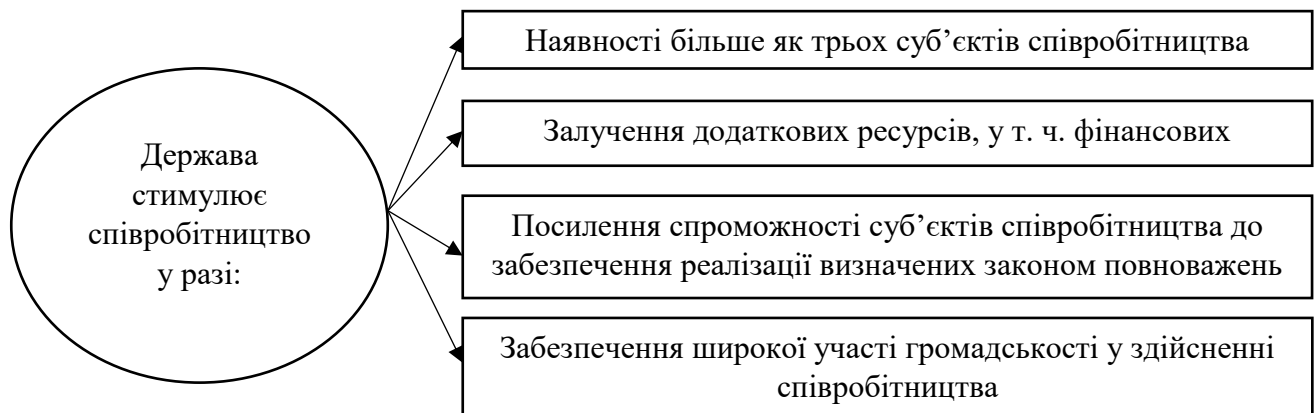 Держава
стимулює
співробітництво
у разі:
Наявності більше як трьох суб’єктів співробітництва
Залучення додаткових ресурсів, у т. ч. фінансових
Посилення спроможності суб’єктів співробітництва до
забезпечення реалізації визначених законом повноважень
Забезпечення широкої участі громадськості у здійсненні
співробітництва